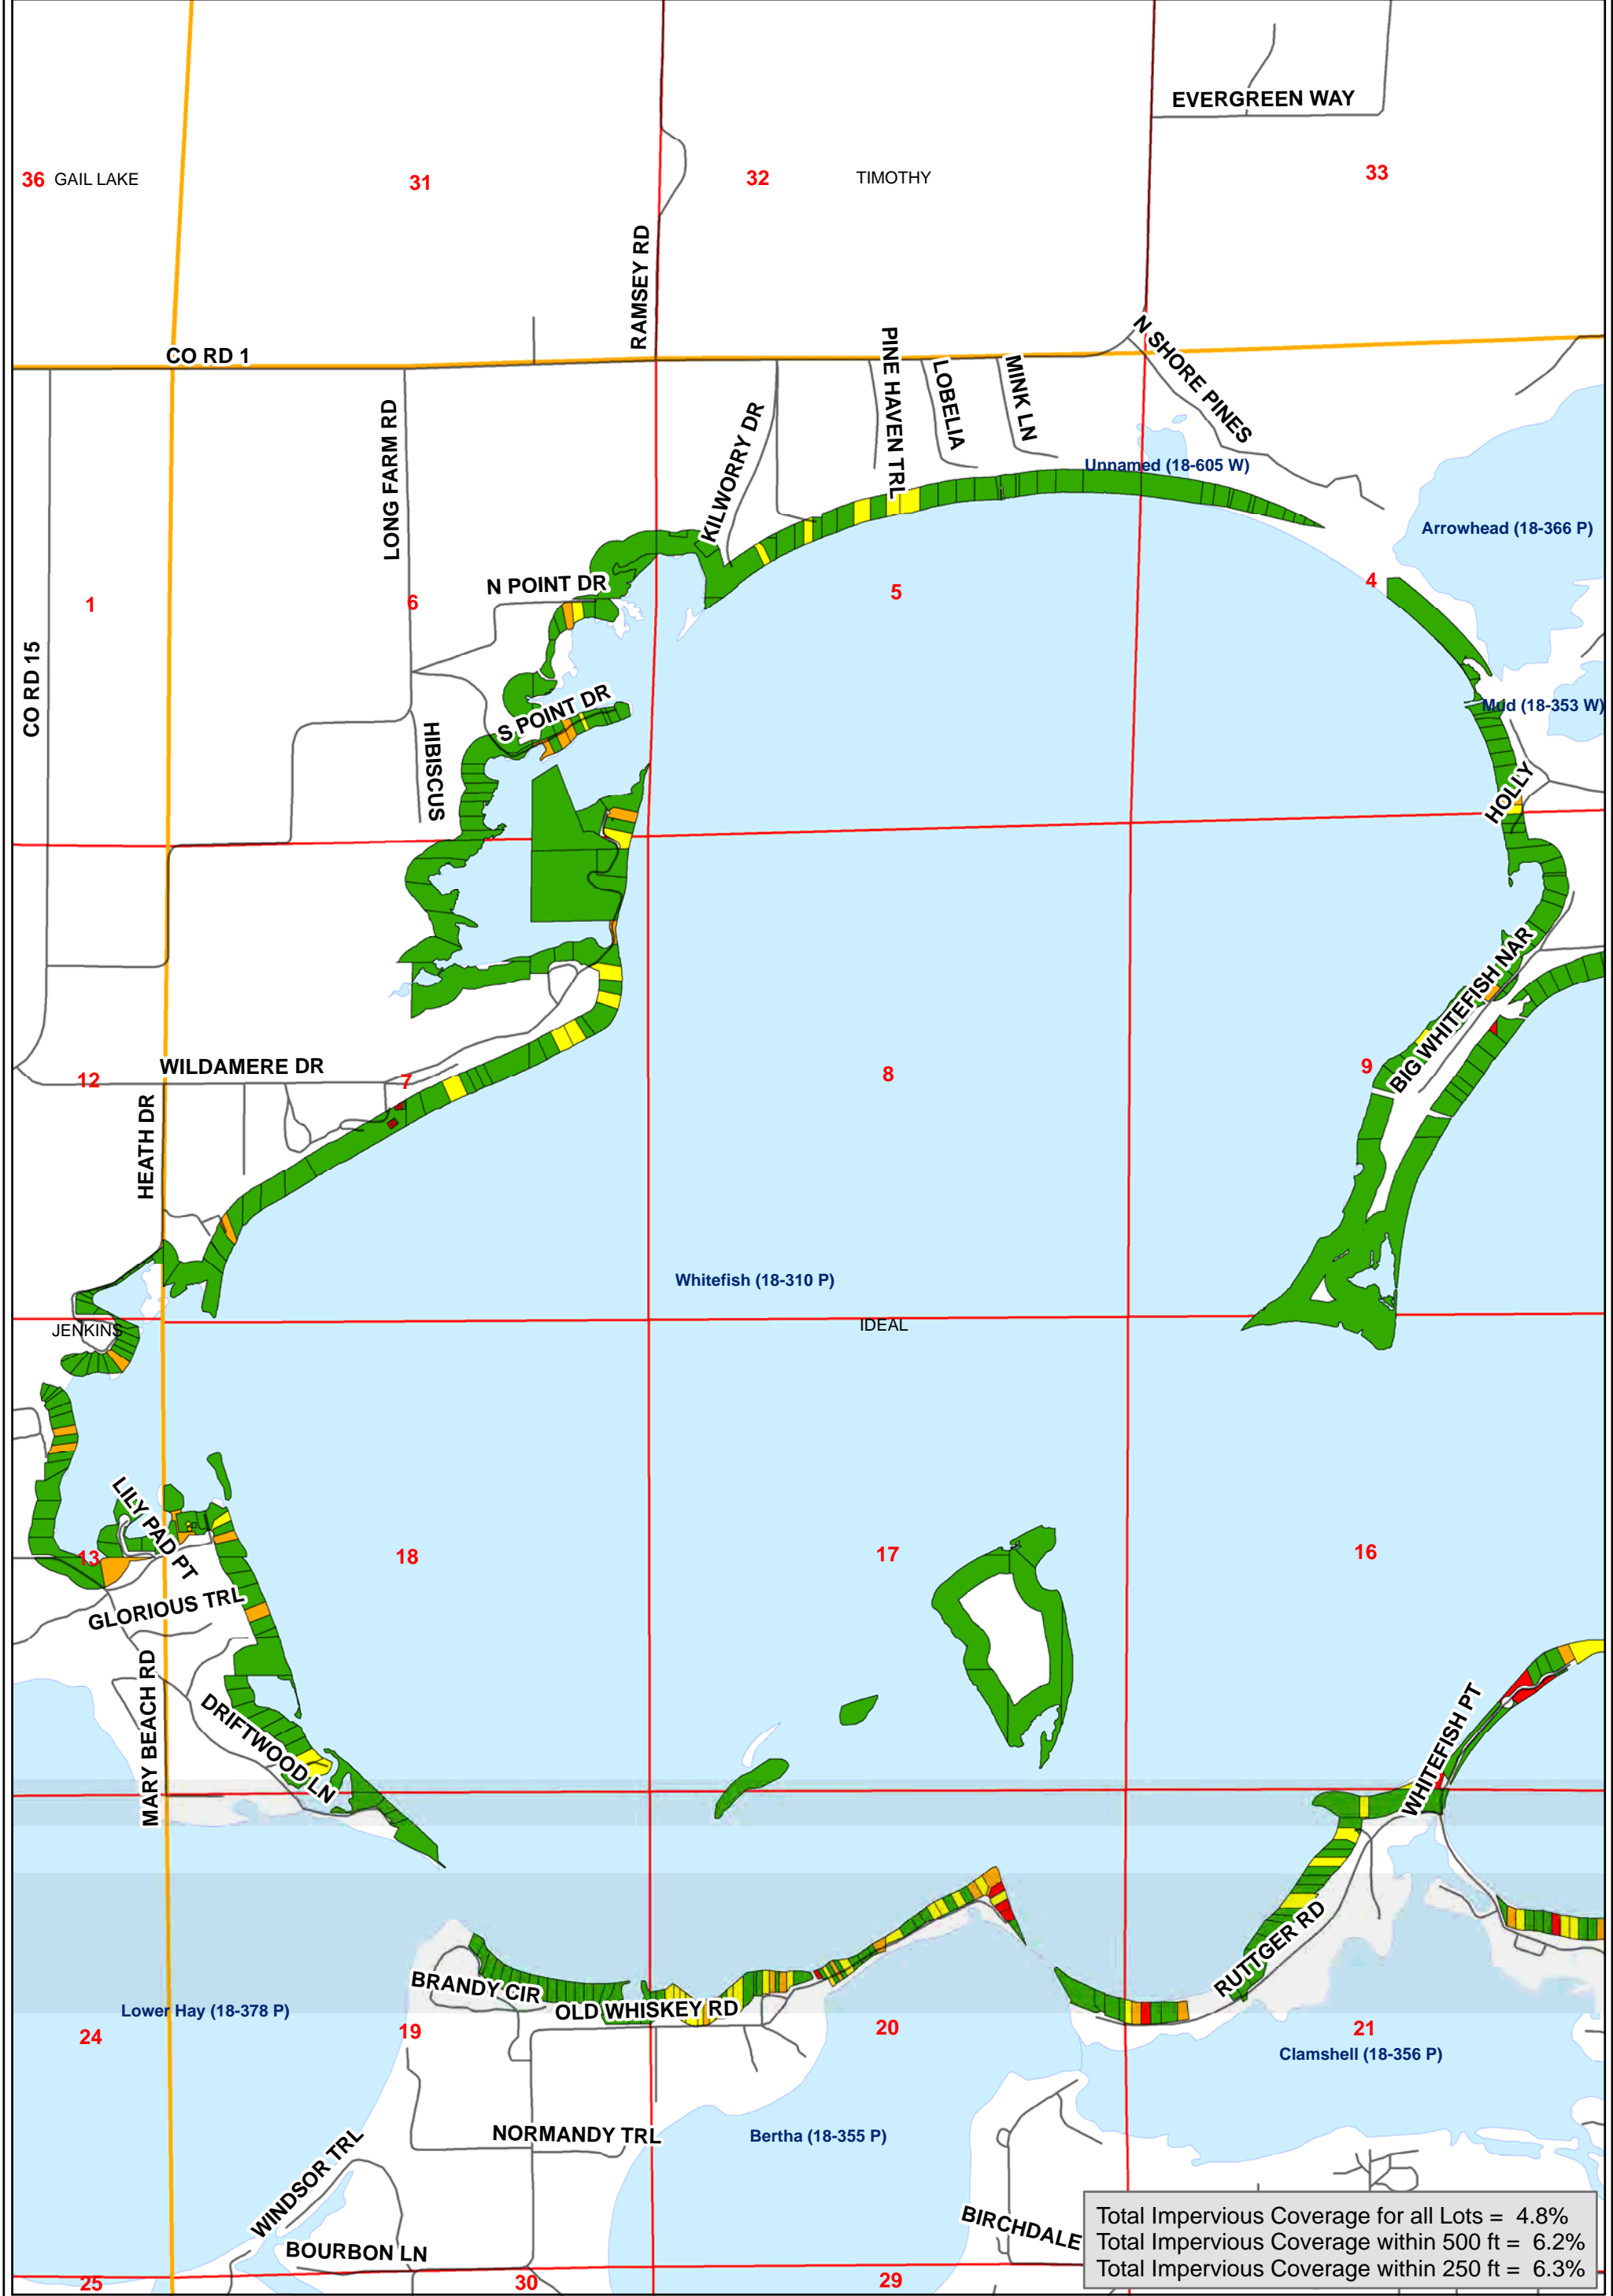 EVERGREEN WAY
36 GAIL LAKE
31
32
TIMOTHY
33
RAMSEY RD
CO RD 1
N SHORE PINES
PINE HAVEN TRL
LOBELIA
MINK LN
LONG FARM RD
KILWORRY DR
Unnamed (18-605 W)
Arrowhead (18-366 P)
N POINT DR
1
6
5
4
CO RD 15
S POINT DR
HIBISCUS
Mud (18-353 W)
HOLLY
BIG WHITEFISH NAR
WILDAMERE DR
12
7
8
9
HEATH DR
Whitefish (18-310 P)
JENKINS
IDEAL
LILY PAD PT
13
18
17
16
GLORIOUS TRL
MARY BEACH RD
DRIFTWOOD LN
WHITEFISH PT
RUTTGER RD
BRANDY CIR
OLD WHISKEY RD
Lower Hay (18-378 P)
24
19
20
21
Clamshell (18-356 P)
NORMANDY TRL
Bertha (18-355 P)
WINDSOR TRL
BIRCHDALE
BOURBON LN
25
30
29
Total Impervious Coverage for all Lots = 4.8%
Total Impervious Coverage within 500 ft = 6.2%
Total Impervious Coverage within 250 ft = 6.3%